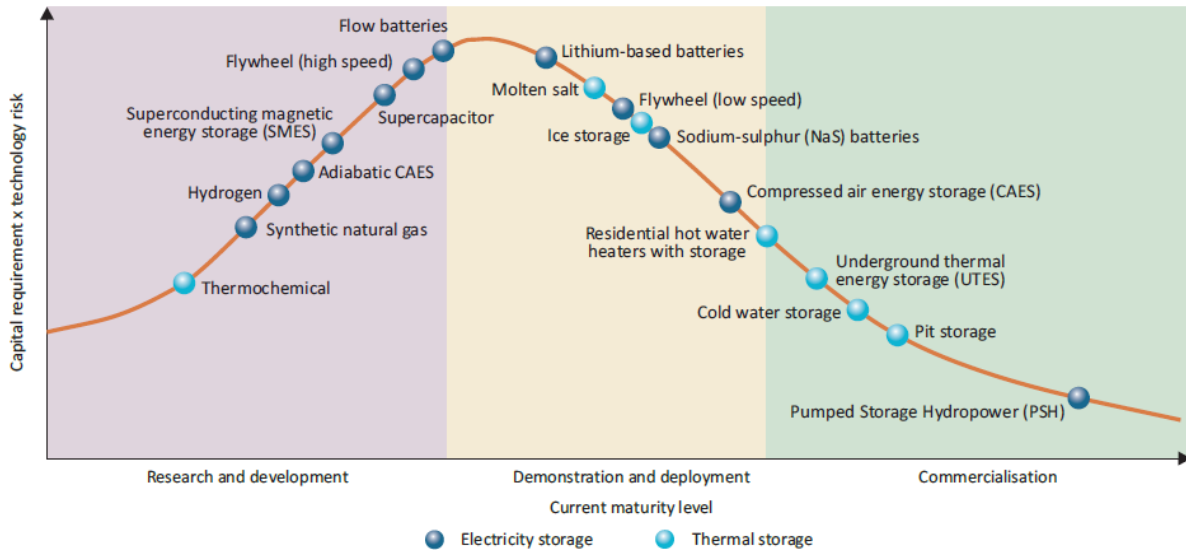 Capital requirement x technology risk
Flow batteries
Flywheel (high speed)
Supercapacitor
Superconducting magnetic
energy storage (SMES)
Adiabatic CAES
Hydrogen
Synthetic natural gas
Thermochemical
Lithium-based batteries
Molten salt
Flywheel (low speed)
Ice storage
Sodium-sulphur (NaS) batteries
Compressed air energy storage (CAES)
Residential hot water
heaters with storage
Underground thermal
energy storage (UTES)
Cold water storage
Pit storage
Pumped Storage Hydropower (PSH)
Research and development
Demonstration and deployment
Commercialisation
Current maturity level
Electricity storage
Thermal storage